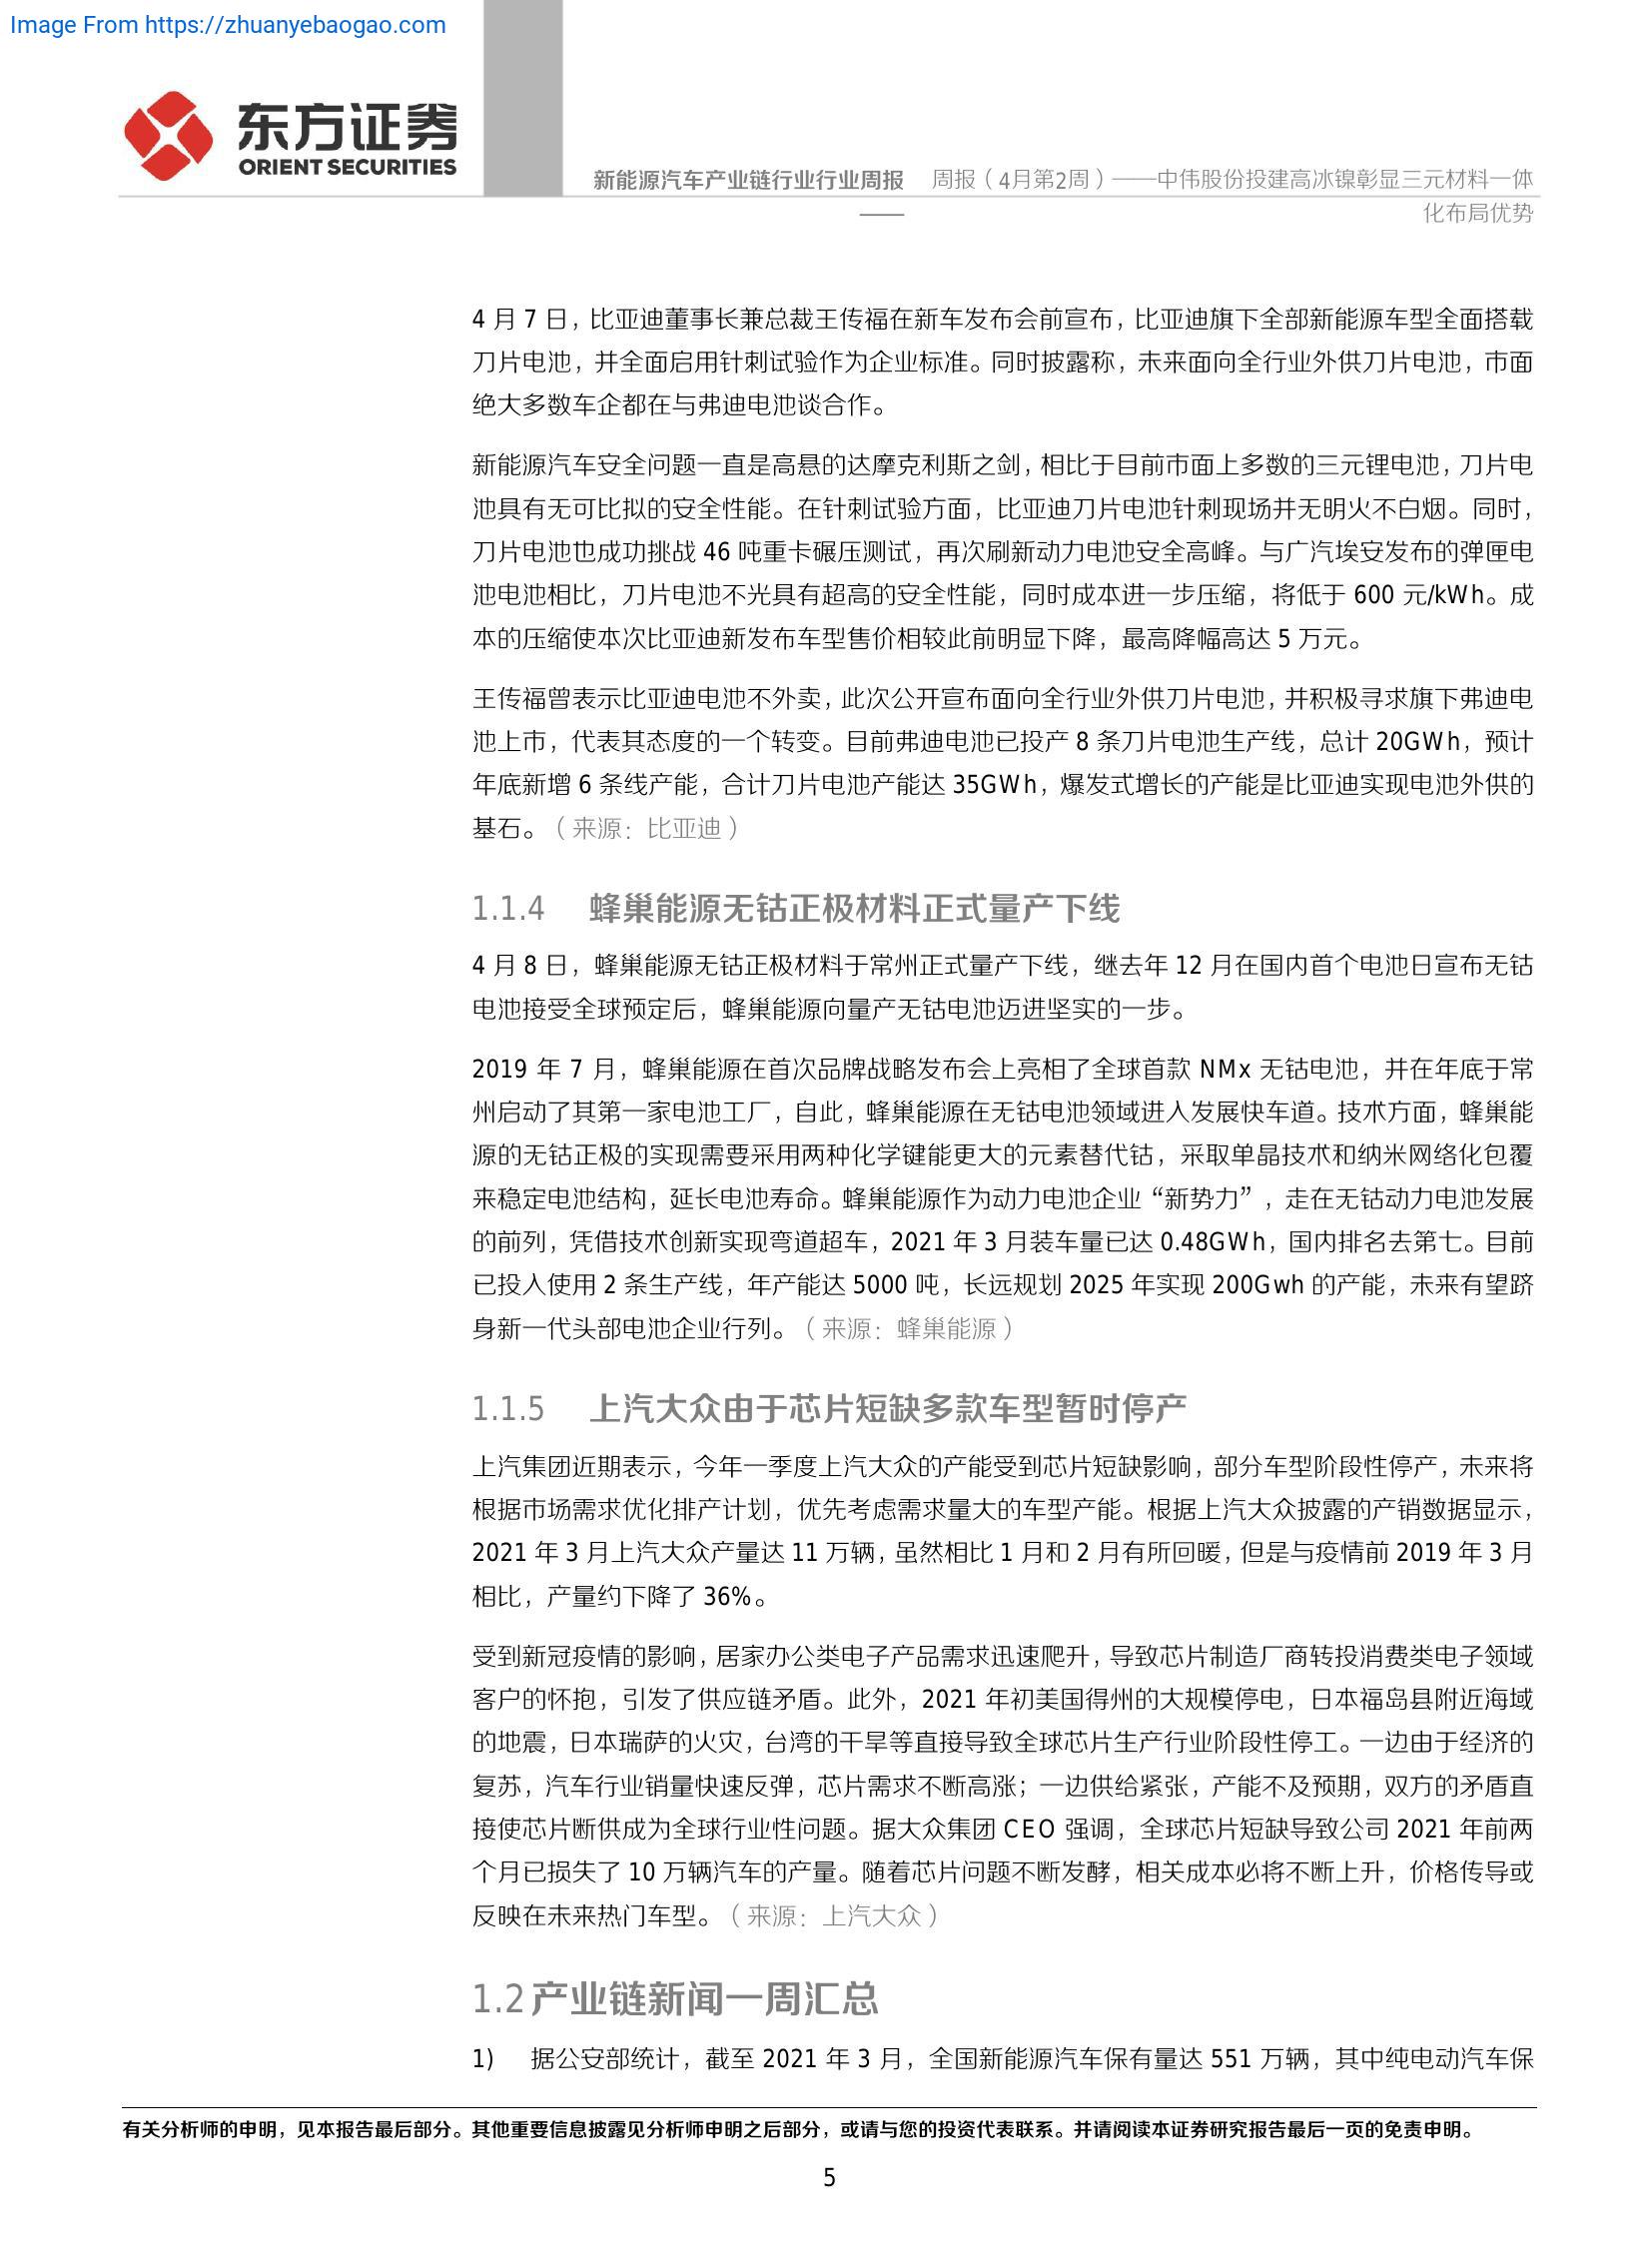 Image From https://zhuanyebaogao.com
东方证券
ORIENT SECURITIES
新能源汽车产业链行业行业周报 周报（4月第2周）——中伟股份投建高冰镍彰显三元材料一体
——
化布局优势
4 月 7 日，比亚迪董事长兼总裁王传福在新车发布会前宣布，比亚迪旗下全部新能源车型全面搭载
刀片电池，并全面启用针刺试验作为企业标准。同时披露称，未来面向全行业外供刀片电池，市面
绝大多数车企都在与弗迪电池谈合作。
新能源汽车安全问题一直是高悬的达摩克利斯之剑，相比于目前市面上多数的三元锂电池，刀片电
池具有无可比拟的安全性能。在针刺试验方面，比亚迪刀片电池针刺现场并无明火不白烟。同时，
刀片电池也成功挑战 46 吨重卡碾压测试，再次刷新动力电池安全高峰。与广汽埃安发布的弹匣电
池电池相比，刀片电池不光具有超高的安全性能，同时成本进一步压缩，将低于 600 元/kWh。成
本的压缩使本次比亚迪新发布车型售价相较此前明显下降，最高降幅高达 5 万元。
王传福曾表示比亚迪电池不外卖，此次公开宣布面向全行业外供刀片电池，并积极寻求旗下弗迪电
池上市，代表其态度的一个转变。目前弗迪电池已投产 8 条刀片电池生产线，总计 20GWh，预计
年底新增 6 条线产能，合计刀片电池产能达 35GWh，爆发式增长的产能是比亚迪实现电池外供的
基石。（来源：比亚迪）
1.1.4 蜂巢能源无钴正极材料正式量产下线
4 月 8 日，蜂巢能源无钴正极材料于常州正式量产下线，继去年 12 月在国内首个电池日宣布无钴
电池接受全球预定后，蜂巢能源向量产无钴电池迈进坚实的一步。
2019 年 7 月，蜂巢能源在首次品牌战略发布会上亮相了全球首款 NMx 无钴电池，并在年底于常
州启动了其第一家电池工厂，自此，蜂巢能源在无钴电池领域进入发展快车道。技术方面，蜂巢能
源的无钴正极的实现需要采用两种化学键能更大的元素替代钴，采取单晶技术和纳米网络化包覆
来稳定电池结构，延长电池寿命。蜂巢能源作为动力电池企业“新势力”，走在无钴动力电池发展
的前列，凭借技术创新实现弯道超车，2021 年 3 月装车量已达 0.48GWh，国内排名去第七。目前
已投入使用 2 条生产线，年产能达 5000 吨，长远规划 2025 年实现 200Gwh 的产能，未来有望跻
身新一代头部电池企业行列。（来源：蜂巢能源）
1.1.5 上汽大众由于芯片短缺多款车型暂时停产
上汽集团近期表示，今年一季度上汽大众的产能受到芯片短缺影响，部分车型阶段性停产，未来将
根据市场需求优化排产计划，优先考虑需求量大的车型产能。根据上汽大众披露的产销数据显示，
2021 年 3 月上汽大众产量达 11 万辆，虽然相比 1 月和 2 月有所回暖，但是与疫情前 2019 年 3 月
相比，产量约下降了 36%。
受到新冠疫情的影响，居家办公类电子产品需求迅速爬升，导致芯片制造厂商转投消费类电子领域
客户的怀抱，引发了供应链矛盾。此外，2021 年初美国得州的大规模停电，日本福岛县附近海域
的地震，日本瑞萨的火灾，台湾的干旱等直接导致全球芯片生产行业阶段性停工。一边由于经济的
复苏，汽车行业销量快速反弹，芯片需求不断高涨；一边供给紧张，产能不及预期，双方的矛盾直
接使芯片断供成为全球行业性问题。据大众集团 CEO 强调，全球芯片短缺导致公司 2021 年前两
个月已损失了 10 万辆汽车的产量。随着芯片问题不断发酵，相关成本必将不断上升，价格传导或
反映在未来热门车型。（来源：上汽大众）
1.2 产业链新闻一周汇总
1) 据公安部统计，截至 2021 年 3 月，全国新能源汽车保有量达 551 万辆，其中纯电动汽车保
有关分析师的申明，见本报告最后部分。其他重要信息披露见分析师申明之后部分，或请与您的投资代表联系。并请阅读本证券研究报告最后一页的免责申明。
5